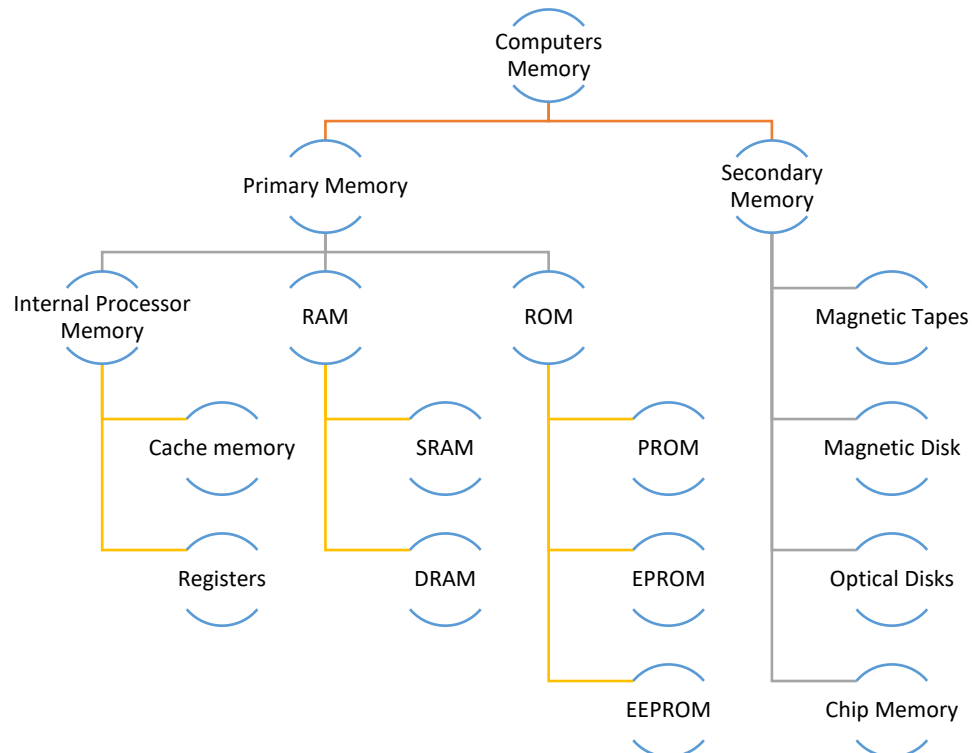 Computers
Memory
Primary Memory
Secondary
Memory
Internal Processor
Memory
RAM
ROM
Magnetic Tapes
Cache memory
SRAM
PROM
Magnetic Disk
Registers
DRAM
EPROM
Optical Disks
EEPROM
Chip Memory